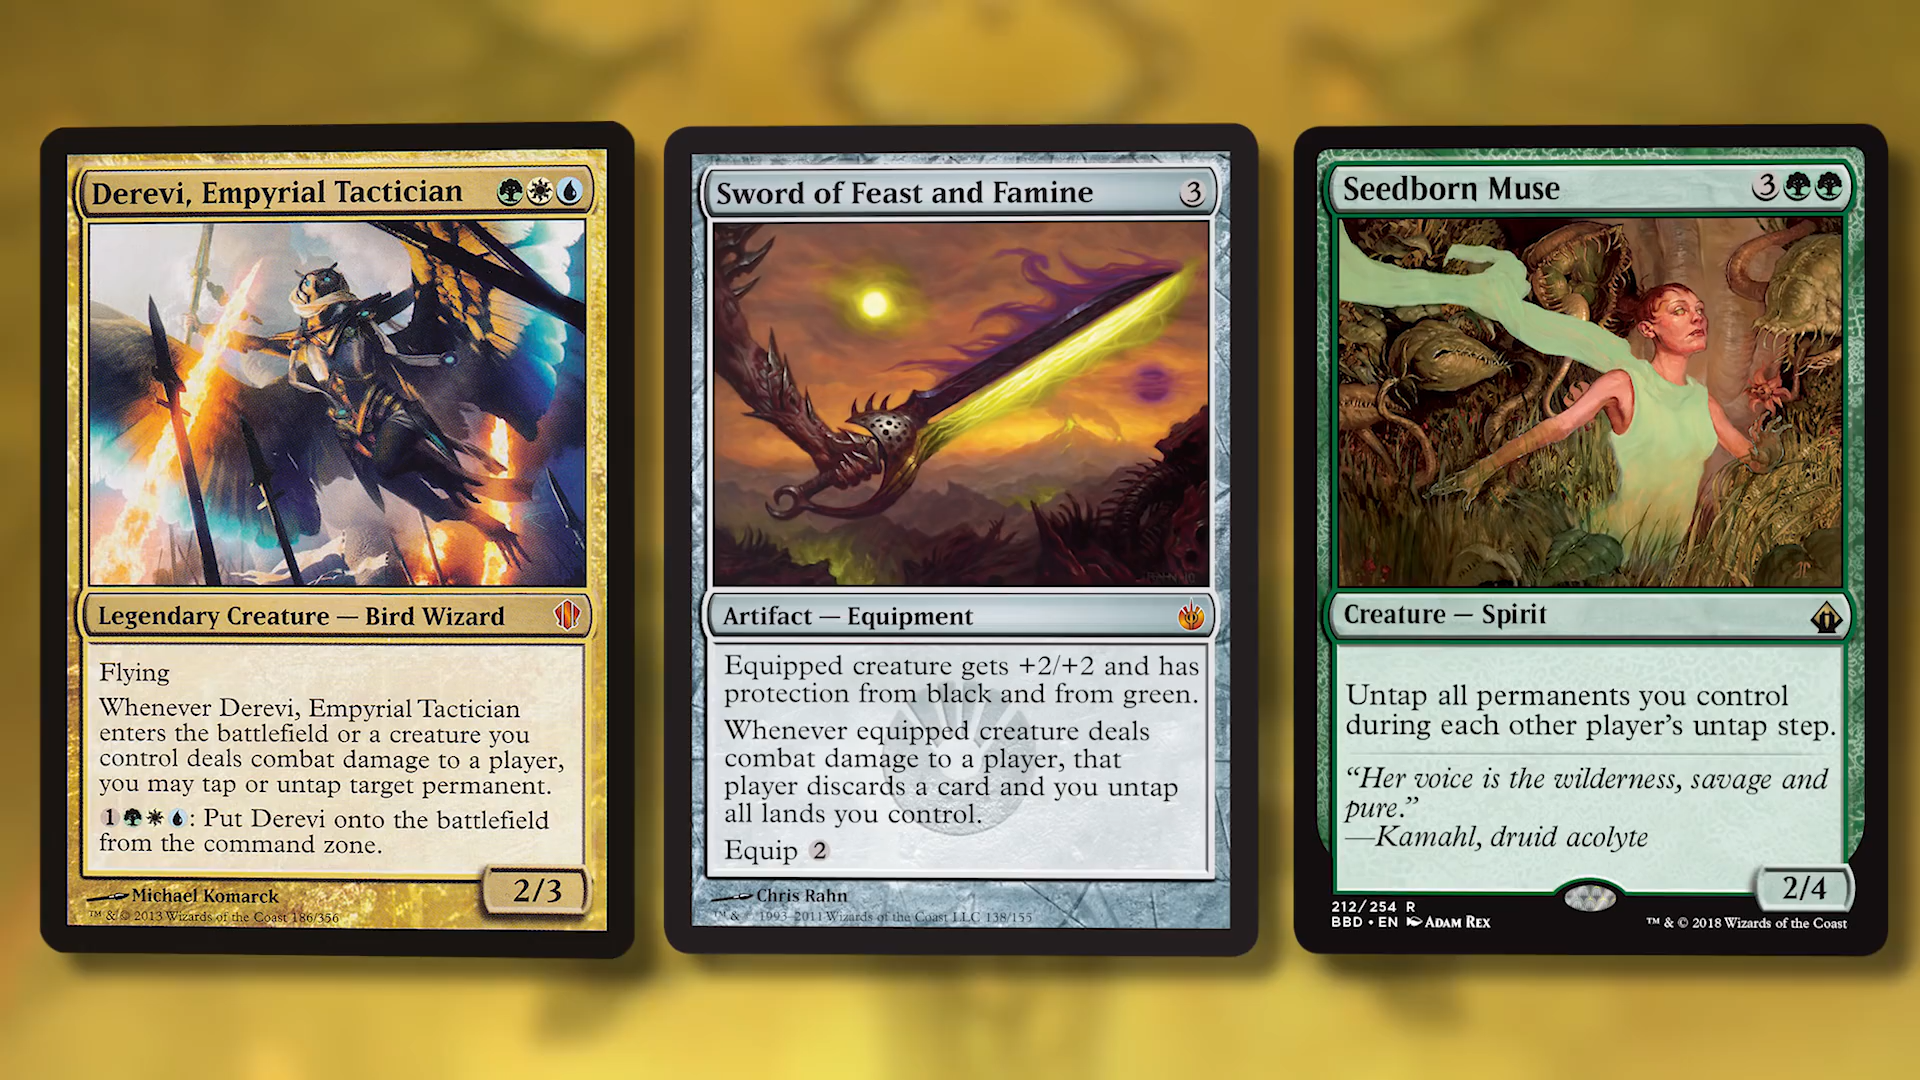 Derevi, Empyrial Tactician
Legendary Creature — Bird Wizard
Flying
Whenever Derevi, Empyrial Tactician
enters the battlefield or a creature you
control deals combat damage to a player,
you may tap or untap target permanent.
1: Put Derevi onto the battlefield
from the command zone.
2/3
Michael Komarck
™ & © 2013 Wizards of the Coast 186/356
Sword of Feast and Famine 3
Artifact — Equipment
Equipped creature gets +2/+2 and has
protection from black and from green.
Whenever equipped creature deals
combat damage to a player, that
player discards a card and you untap
all lands you control.
Equip 2
Chris Rahn
™ & © 1993–2011 Wizards of the Coast LLC 138/155
Seedborn Muse 3
Creature — Spirit
Untap all permanents you control
during each other player's untap step.
“Her voice is the wilderness, savage and
pure.”
—Kamahl, druid acolyte
2/4
212/254 R
BBD • EN Adam Rex
™ & © 2018 Wizards of the Coast